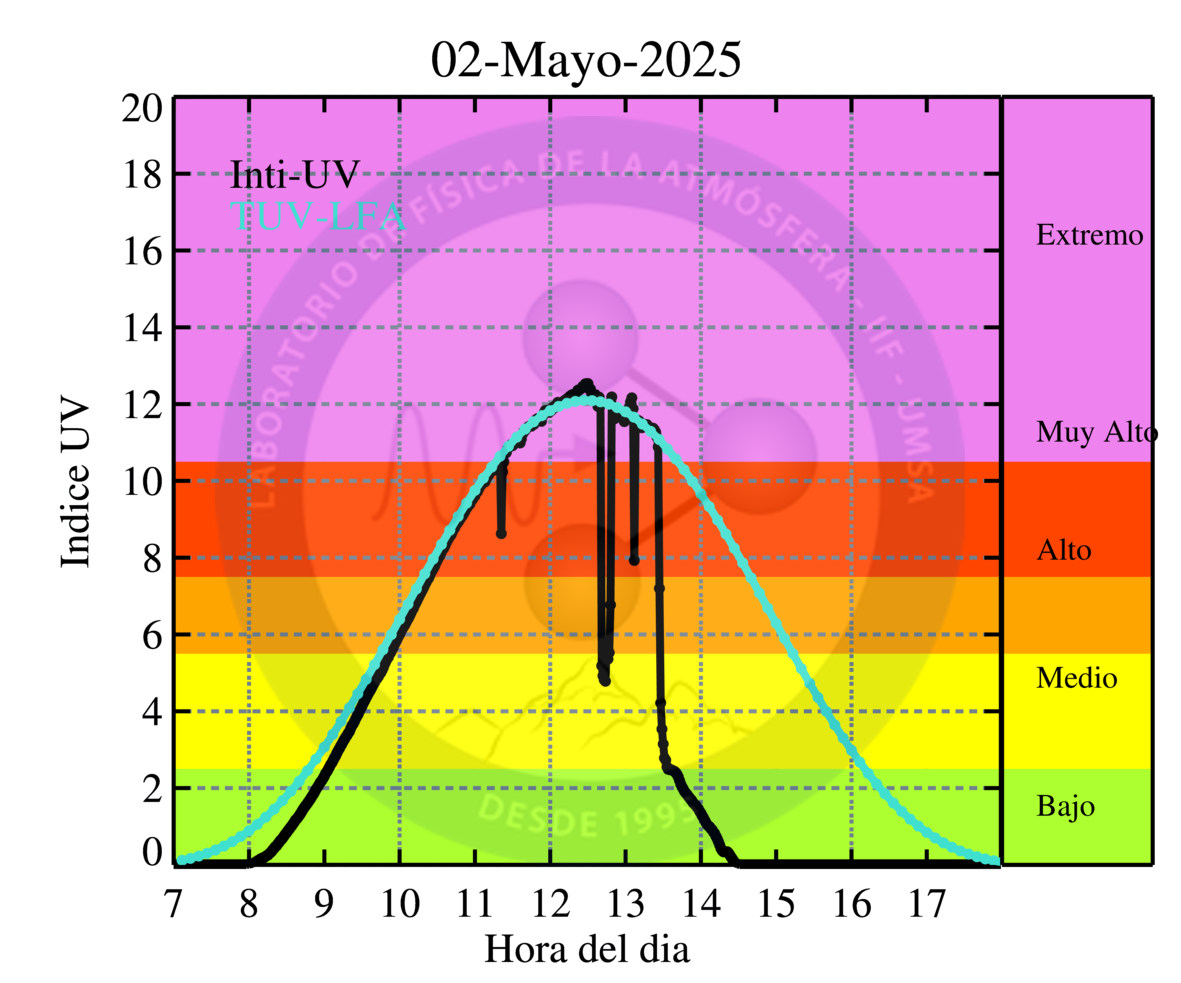 02-Mayo-2025
20
18
16
14
12
10
8
6
4
2
0
Indice UV
Inti-UV
TUV-LFA
LABORATORIO DE FÍSICA DE LA ATMÓSFERA - IIF - UMSA
DESDE 1995
Extremo
Muy Alto
Alto
Medio
Bajo
7 8 9 10 11 12 13 14 15 16 17
Hora del dia